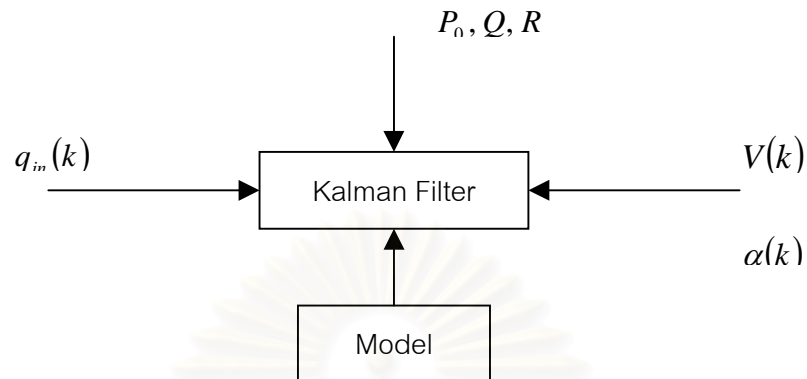 P₀, Q, R
qᵢₙ(k)
Kalman Filter
V(k)
α(k)
Model